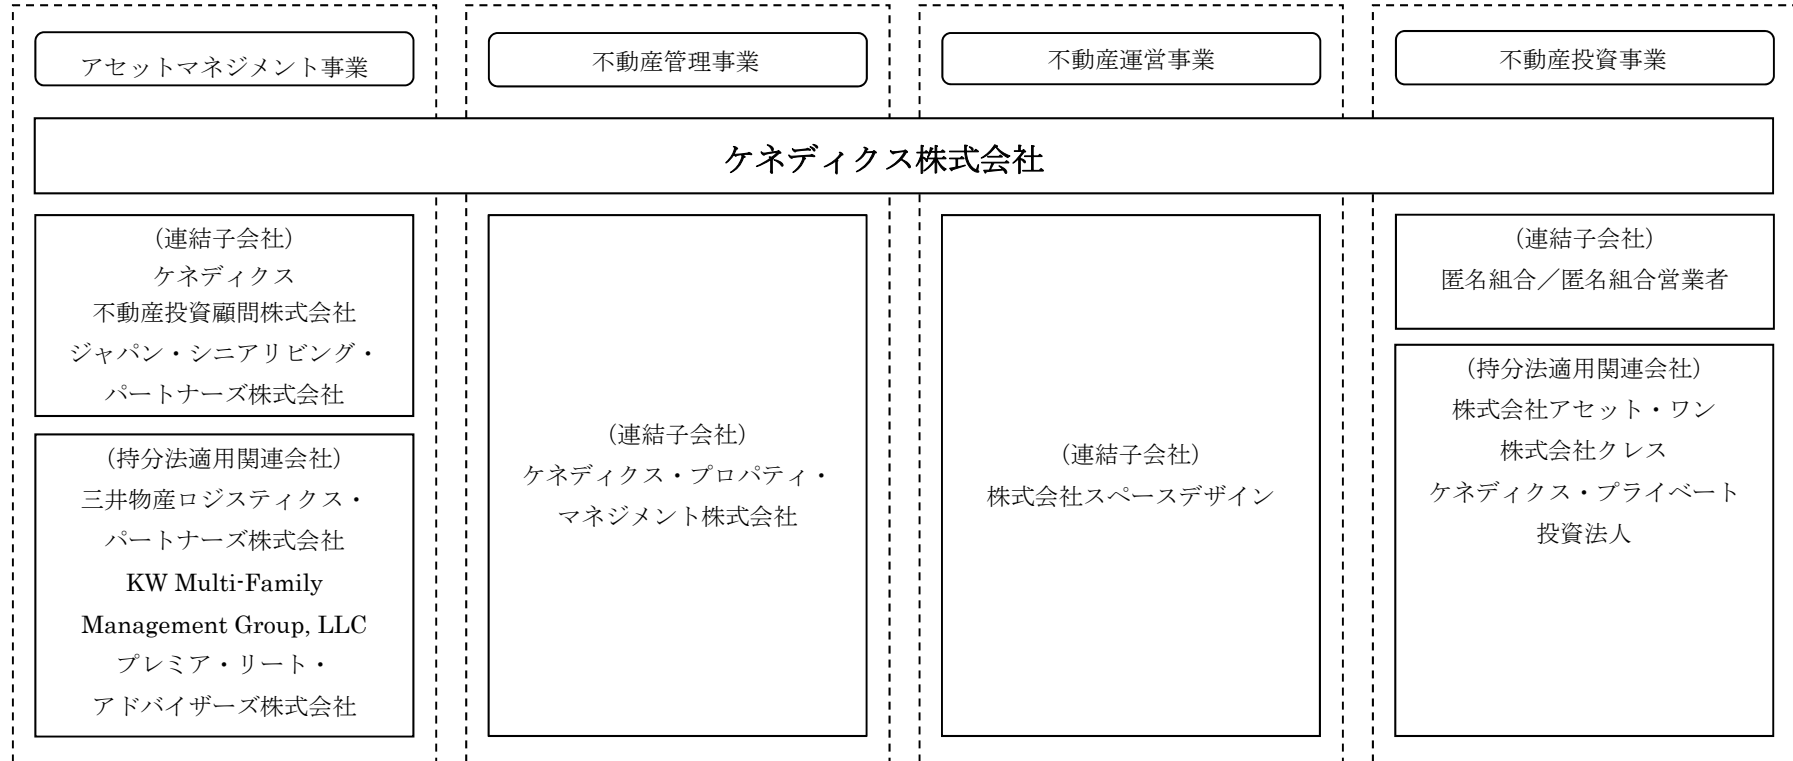 アセットマネジメント事業
不動産管理事業
不動産運営事業
不動産投資事業
ケネディクス株式会社
（連結子会社）
ケネディクス
不動産投資顧問株式会社
ジャパン・シニアリビング・
パートナーズ株式会社
（持分法適用関連会社）
三井物産ロジスティクス・
パートナーズ株式会社
KW Multi-Family
Management Group, LLC
プレミア・リート・
アドバイザーズ株式会社
（連結子会社）
ケネディクス・プロパティ・
マネジメント株式会社
（連結子会社）
株式会社スペースデザイン
（連結子会社）
匿名組合／匿名組合営業者
（持分法適用関連会社）
株式会社アセット・ワン
株式会社クレス
ケネディクス・プライベート
投資法人